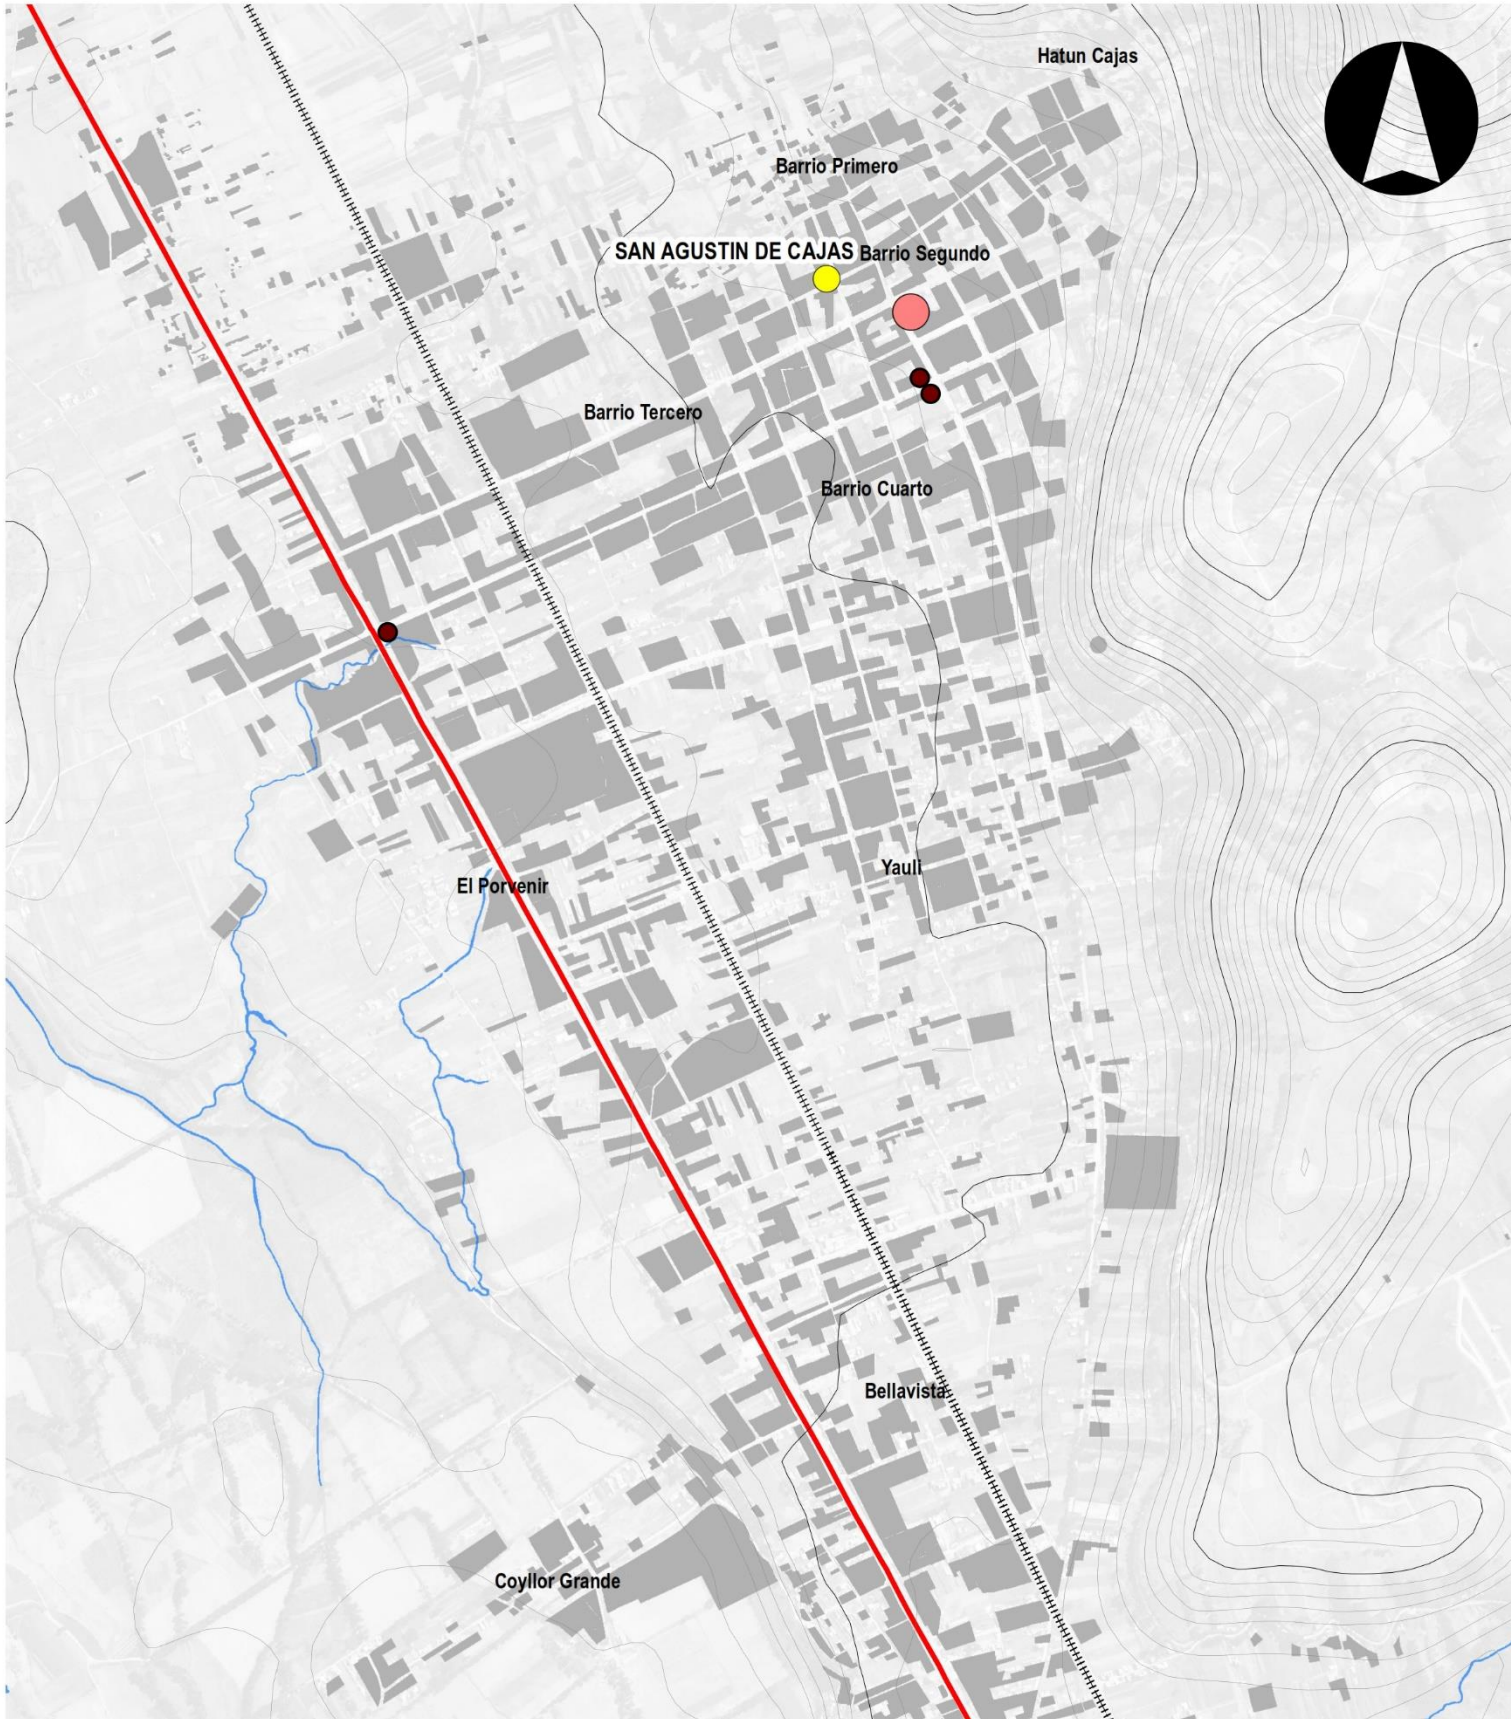 Hatun Cajas
Barrio Primero
SAN AGUSTIN DE CAJAS
Barrio Segundo
Barrio Tercero
Barrio Cuarto
Yauli
El Porvenir
Bellavista
Coyllor Grande